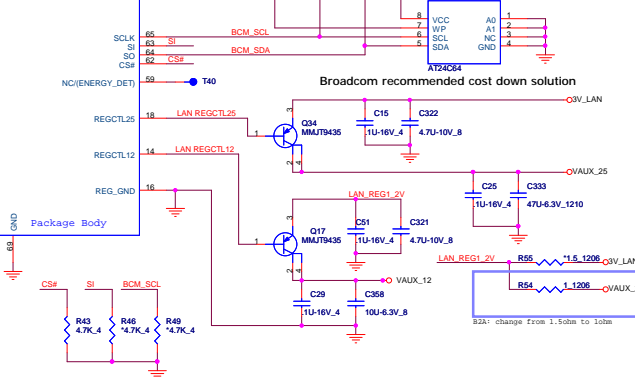 SCLK 65 BCM_SCL
SI 63 SI
SO 64 BCM_SDA
CS# 62 CS#
NC/(ENERGY_DET) 59 T40
REGCTL25 18 LAN REGCTL25
REGCTL12 14 LAN REGCTL12
REG_GND 16
GND 69
Package Body
8 VCC A0 1
7 WP A1 2
6 SCL NC 3
5 SDA GND 4
AT24C64
Broadcom recommended cost down solution
3V_LAN
3
1
2 4
Q34
MMJT9435
C15
.1U-16V_4
C322
4.7U-10V_8
VAUX_25
C25
.1U-16V_4
C333
47U-6.3V_1210
LAN_REG1_2V
3
1
2 4
Q17
MMJT9435
C51
.1U-16V_4
C321
4.7U-10V_8
VAUX_12
C29
.1U-16V_4
C358
10U-6.3V_8
LAN_REG1_2V
R55 *1.5_1206 3V_LAN
R54 1_1206 VAUX_
B2A: change from 1.5ohm to 1ohm
CS# SI BCM_SCL
R43
4.7K_4
R46
*4.7K_4
R49
*4.7K_4